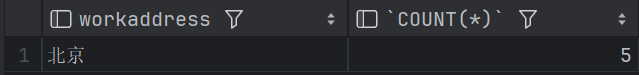 workaddress `COUNT(*)`
1 北京 5